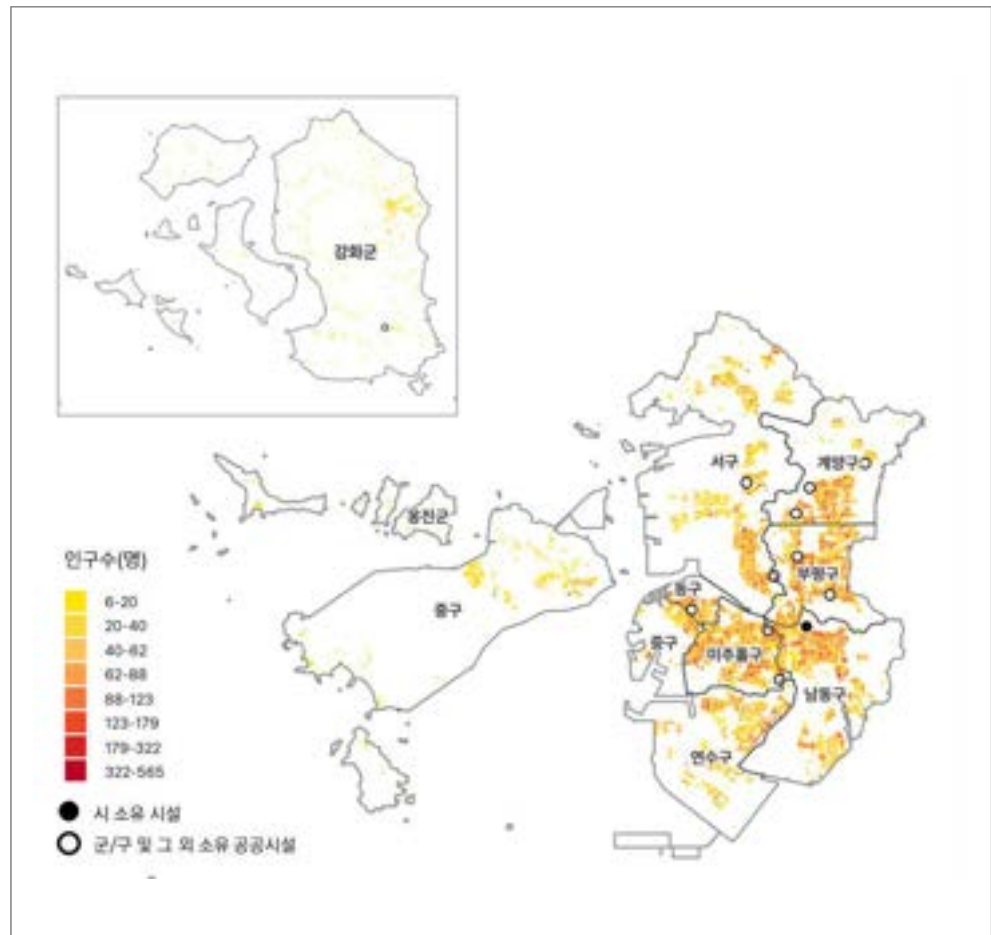 강화군
서구
계양구
옹진군
부평구
동구
중구
중구
미추홀구
남동구
연수구
인구수(명)
6-20
20-40
40-62
62-88
88-123
123-179
179-322
322-565
시 소유 시설
군/구 및 그 외 소유 공공시설